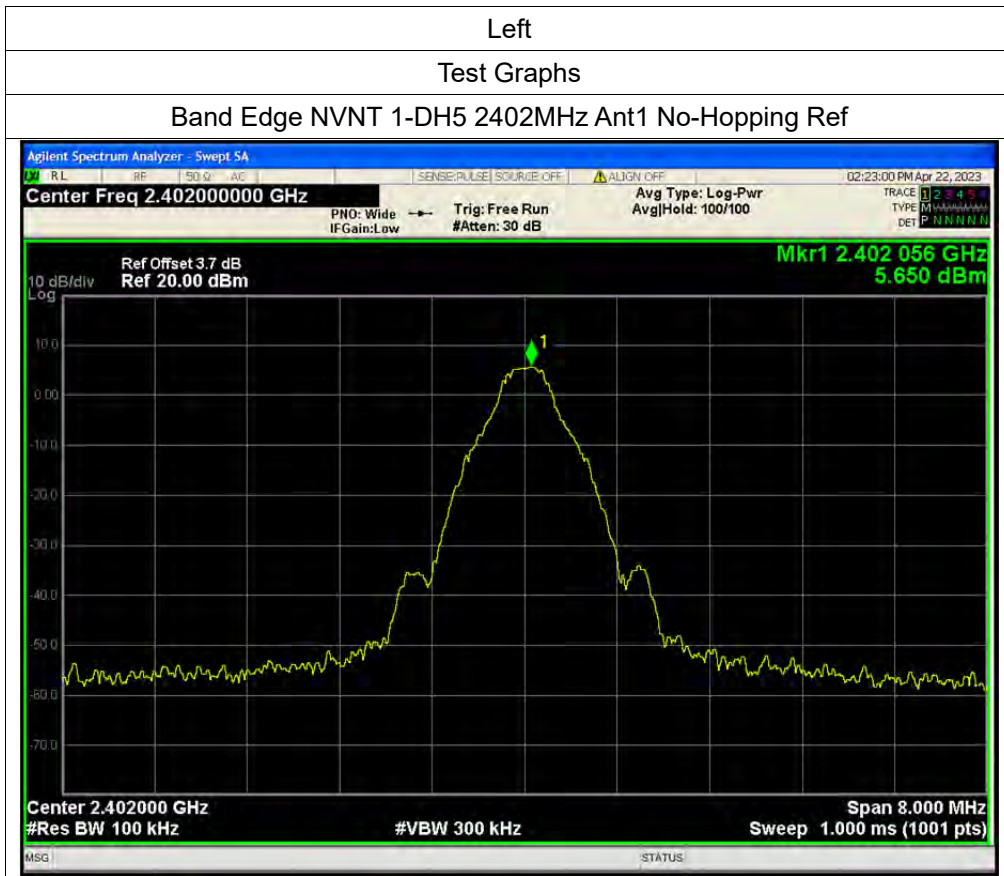 Left
Test Graphs
Band Edge NVNT 1-DH5 2402MHz Ant1 No-Hopping Ref
Agilent Spectrum Analyzer - Swept SA
RL RF 50 Ω AC SENSE:PULSE SOURCE OFF ALIGN OFF 02:23:00 PM Apr 22, 2023
Center Freq 2.402000000 GHz
PNO: Wide
IFGain:Low
Trig: Free Run
#Atten: 30 dB
Avg Type: Log-Pwr
Avg|Hold: 100/100
TRACE 1 2 3 4 5 6
TYPE M
DET P N N N N N
Mkr1 2.402 056 GHz
5.650 dBm
Ref Offset 3.7 dB
10 dB/div Ref 20.00 dBm
Log
1
10.0
0.00
-10.0
-20.0
-30.0
-40.0
-50.0
-60.0
-70.0
Center 2.402000 GHz Span 8.000 MHz
#Res BW 100 kHz #VBW 300 kHz Sweep 1.000 ms (1001 pts)
MSG STATUS